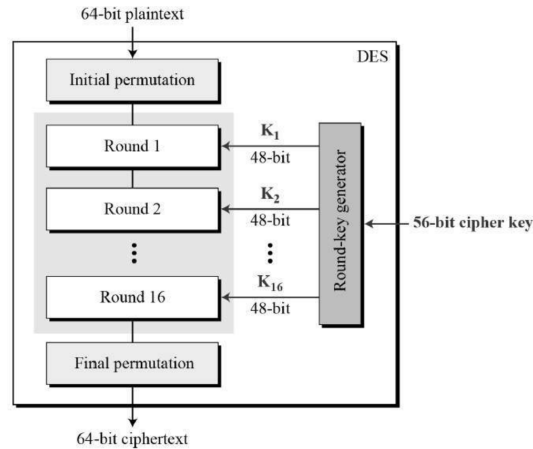 64-bit plaintext
DES
Initial permutation
Round 1
K1
48-bit
Round 2
K2
48-bit
Round 16
K16
48-bit
Round-key generator
56-bit cipher key
Final permutation
64-bit ciphertext